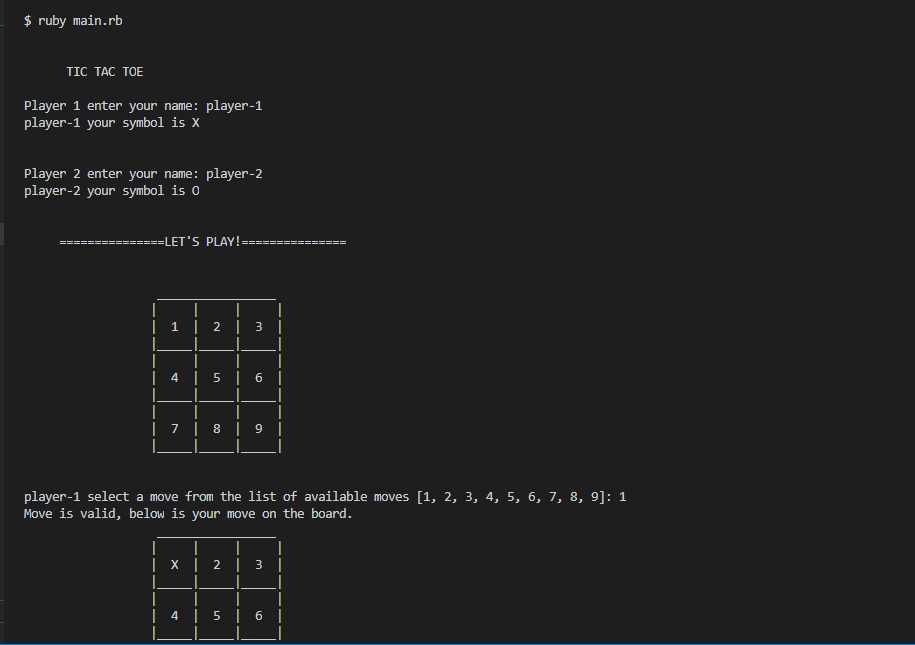 $ ruby main.rb
TIC TAC TOE
Player 1 enter your name: player-1
player-1 your symbol is X
Player 2 enter your name: player-2
player-2 your symbol is O
===============LET'S PLAY!===============
1 | 2 | 3
4 | 5 | 6
7 | 8 | 9
player-1 select a move from the list of available moves [1, 2, 3, 4, 5, 6, 7, 8, 9]: 1
Move is valid, below is your move on the board.
X | 2 | 3
4 | 5 | 6